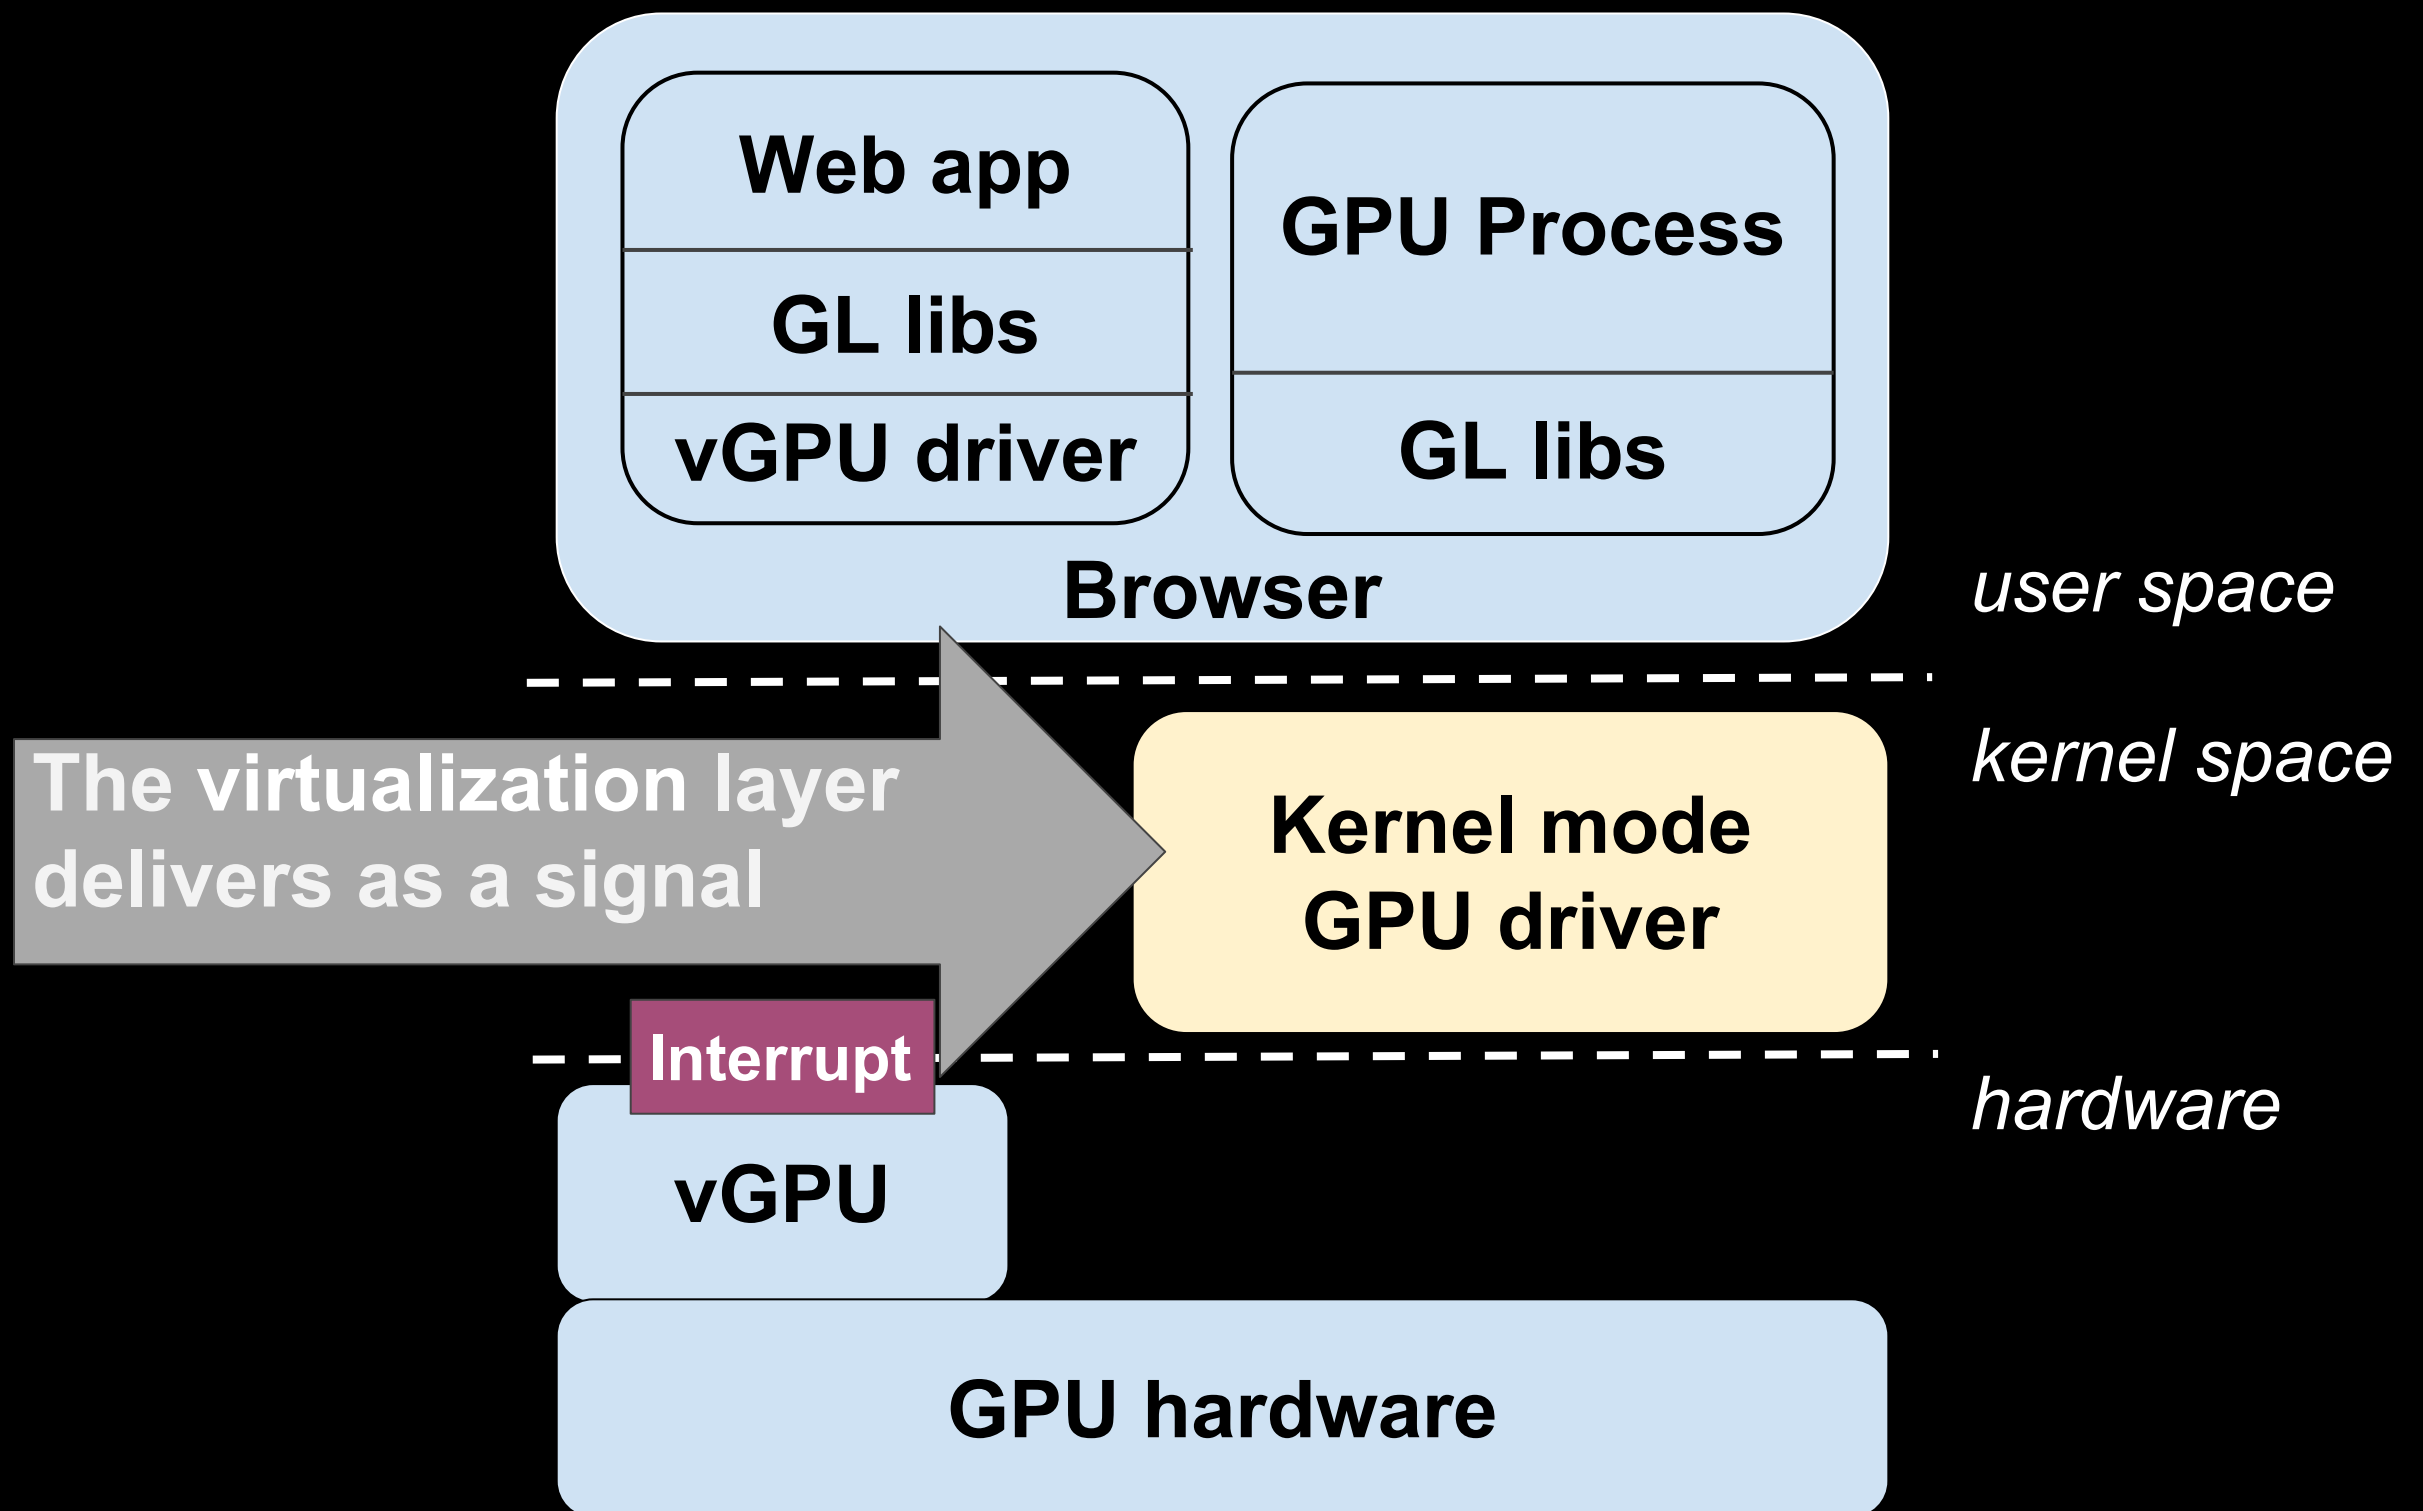 Web app
GL libs
vGPU driver
GPU Process
GL libs
Browser
user space
kernel space
The virtualization layer
delivers as a signal
Kernel mode
GPU driver
Interrupt
hardware
vGPU
GPU hardware